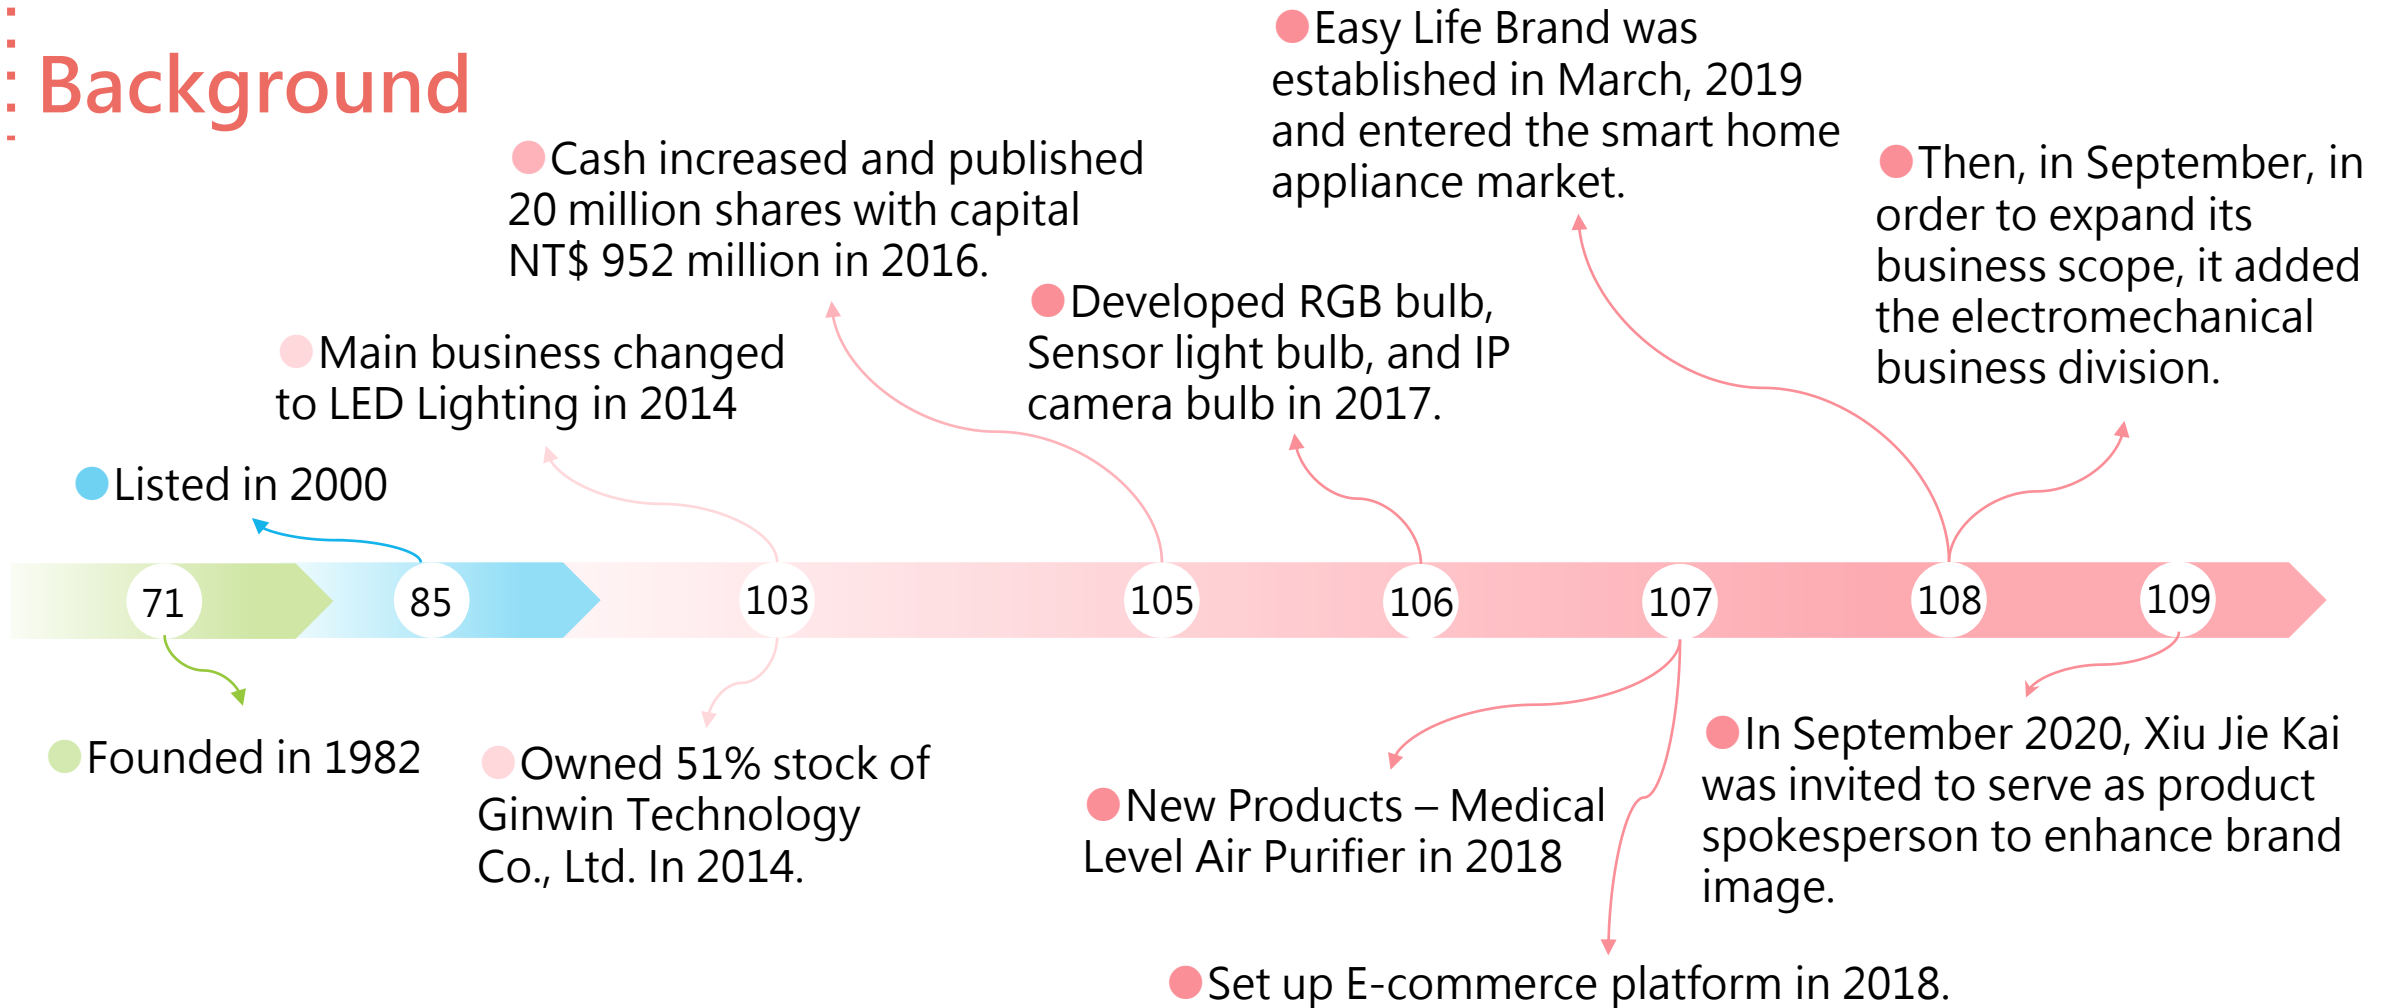 Background
●Easy Life Brand was
established in March, 2019
and entered the smart home
appliance market.
●Cash increased and published
20 million shares with capital
NT$ 952 million in 2016.
●Then, in September, in
order to expand its
business scope, it added
the electromechanical
business division.
●Developed RGB bulb,
Sensor light bulb, and IP
camera bulb in 2017.
●Main business changed
to LED Lighting in 2014
●Listed in 2000
71 85 103 105 106 107 108 109
●Founded in 1982
●Owned 51% stock of
Ginwin Technology
Co., Ltd. In 2014.
●New Products – Medical
Level Air Purifier in 2018
●In September 2020, Xiu Jie Kai
was invited to serve as product
spokesperson to enhance brand
image.
●Set up E-commerce platform in 2018.